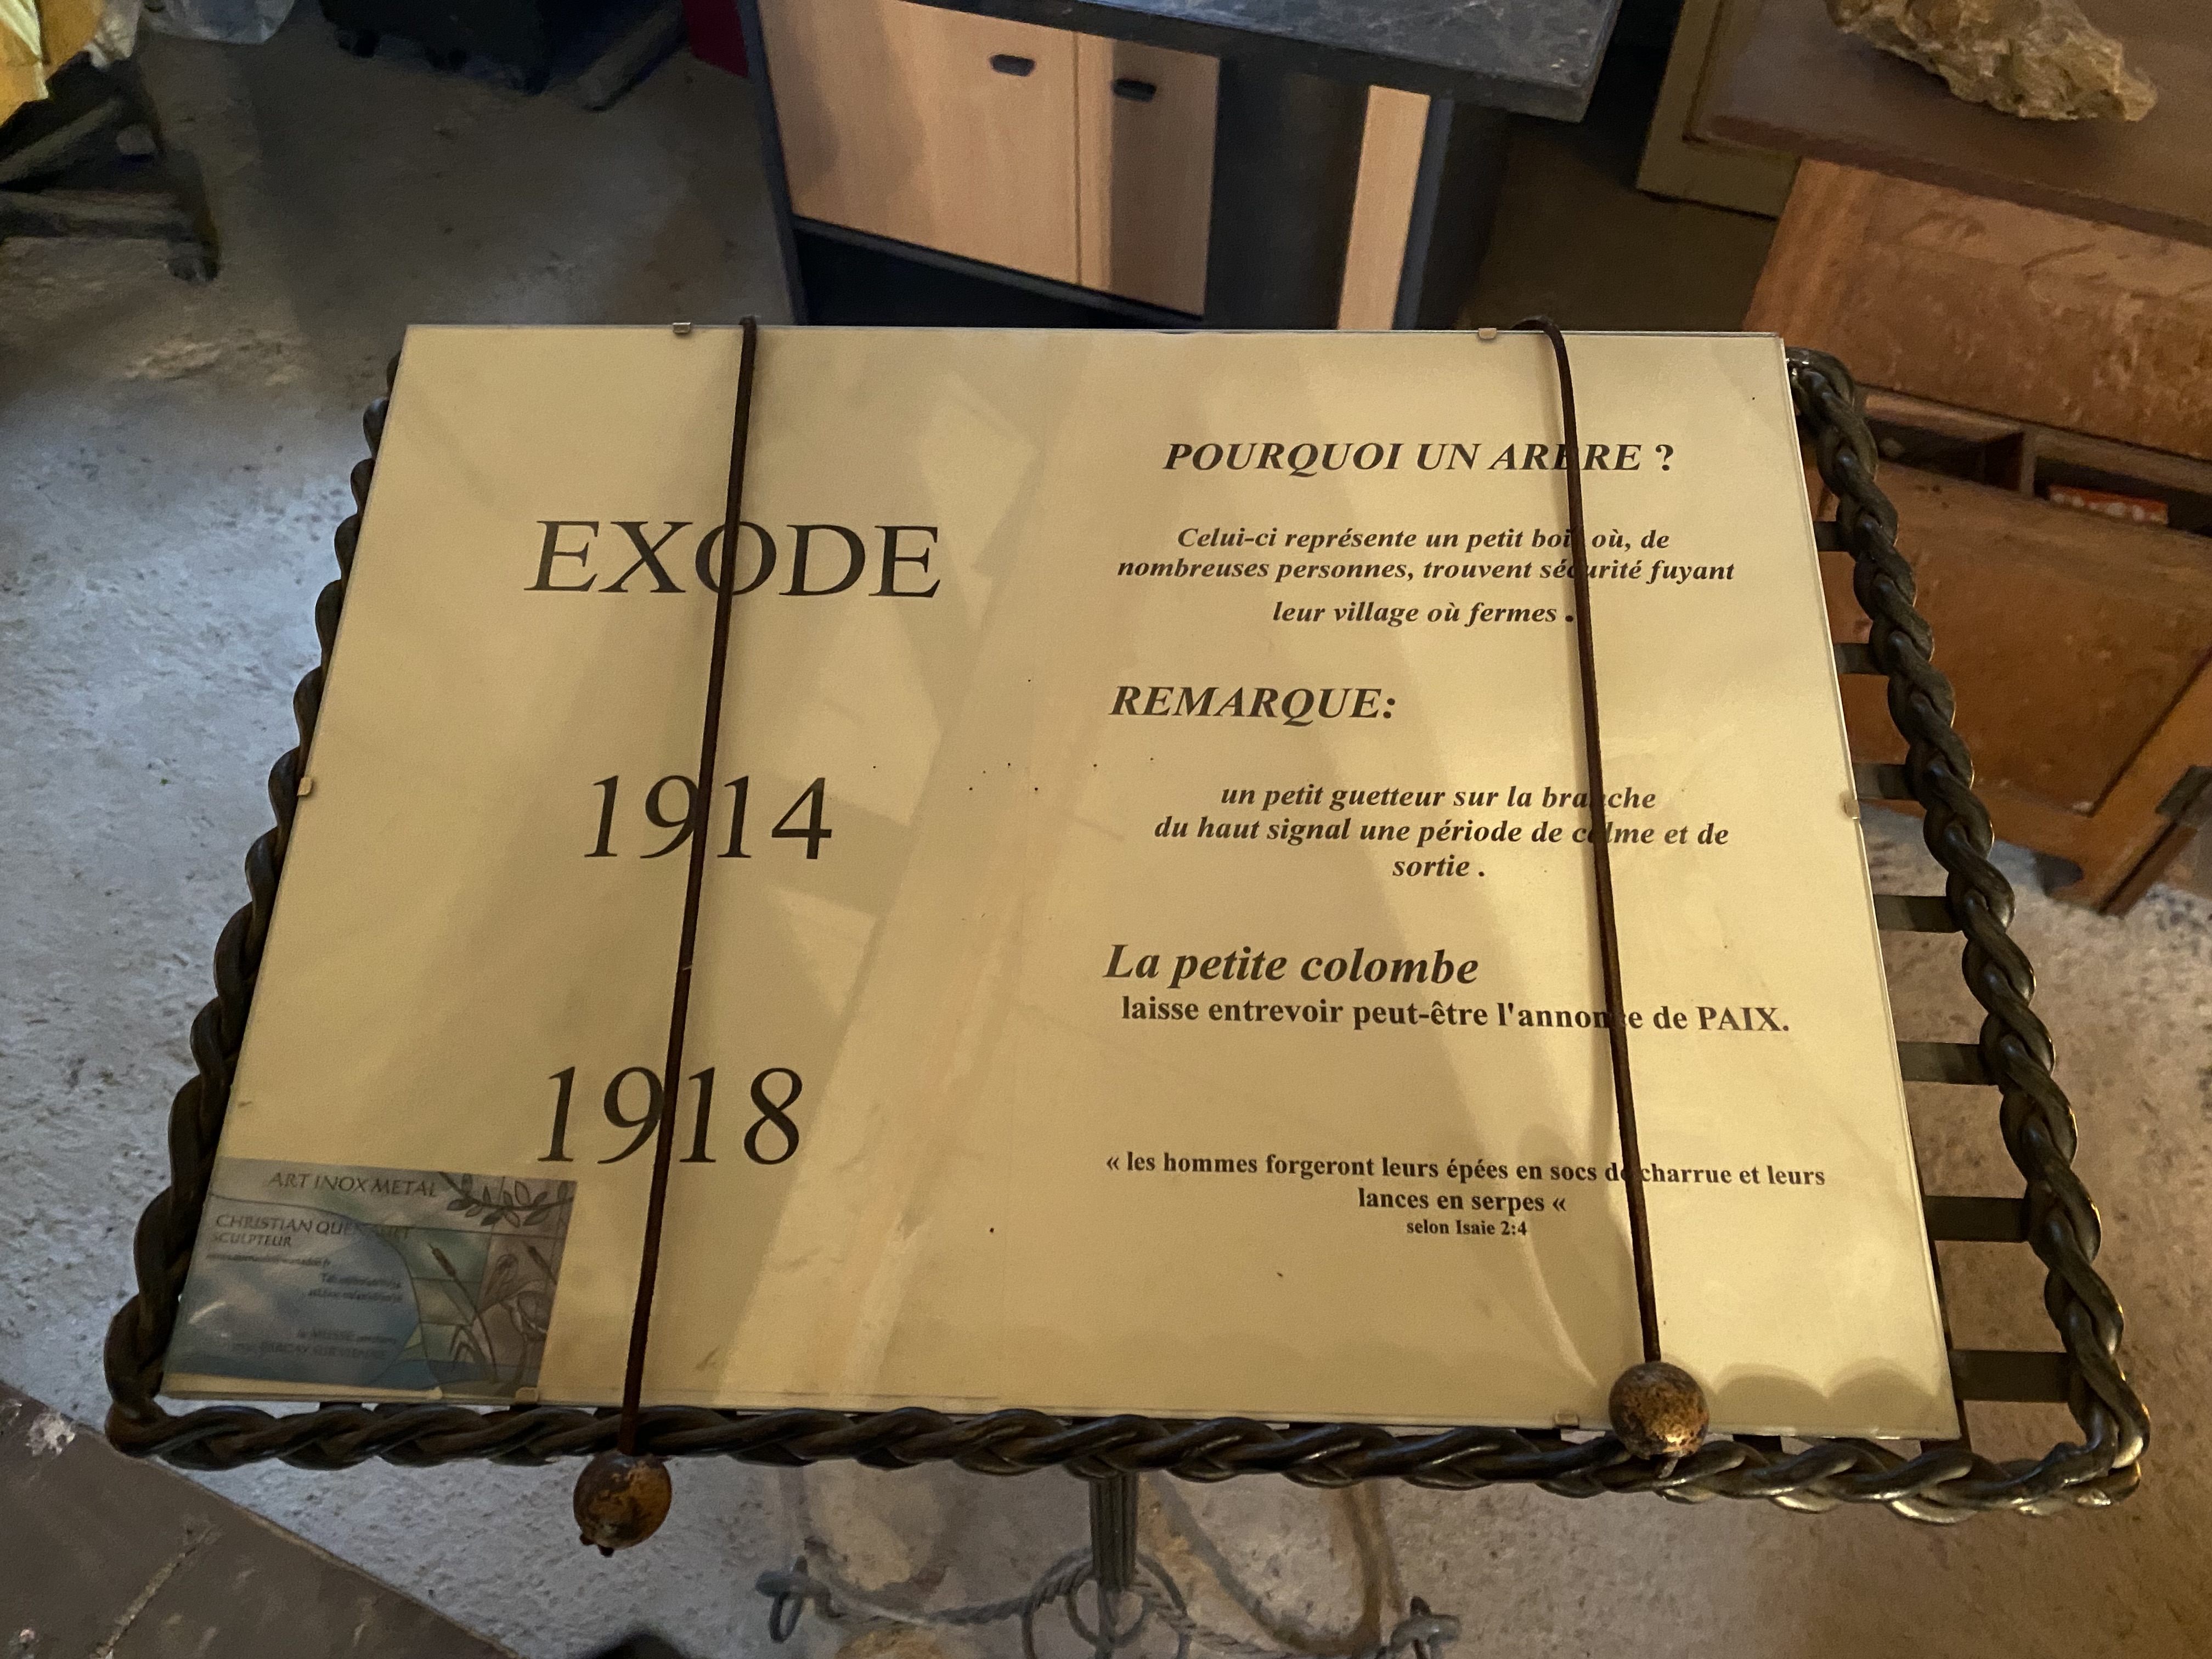 EXODE
1914
1918
POURQUOI UN ARBRE ?
Celui-ci représente un petit bois où, de
nombreuses personnes, trouvent sécurité fuyant
leur village où fermes .
REMARQUE:
un petit guetteur sur la branche
du haut signal une période de calme et de
sortie .
La petite colombe
laisse entrevoir peut-être l'annonce de PAIX.
« les hommes forgeront leurs épées en socs de charrue et leurs
lances en serpes «
selon Isaie 2:4
ART INOX METAL
CHRISTIAN
SCULPTEUR